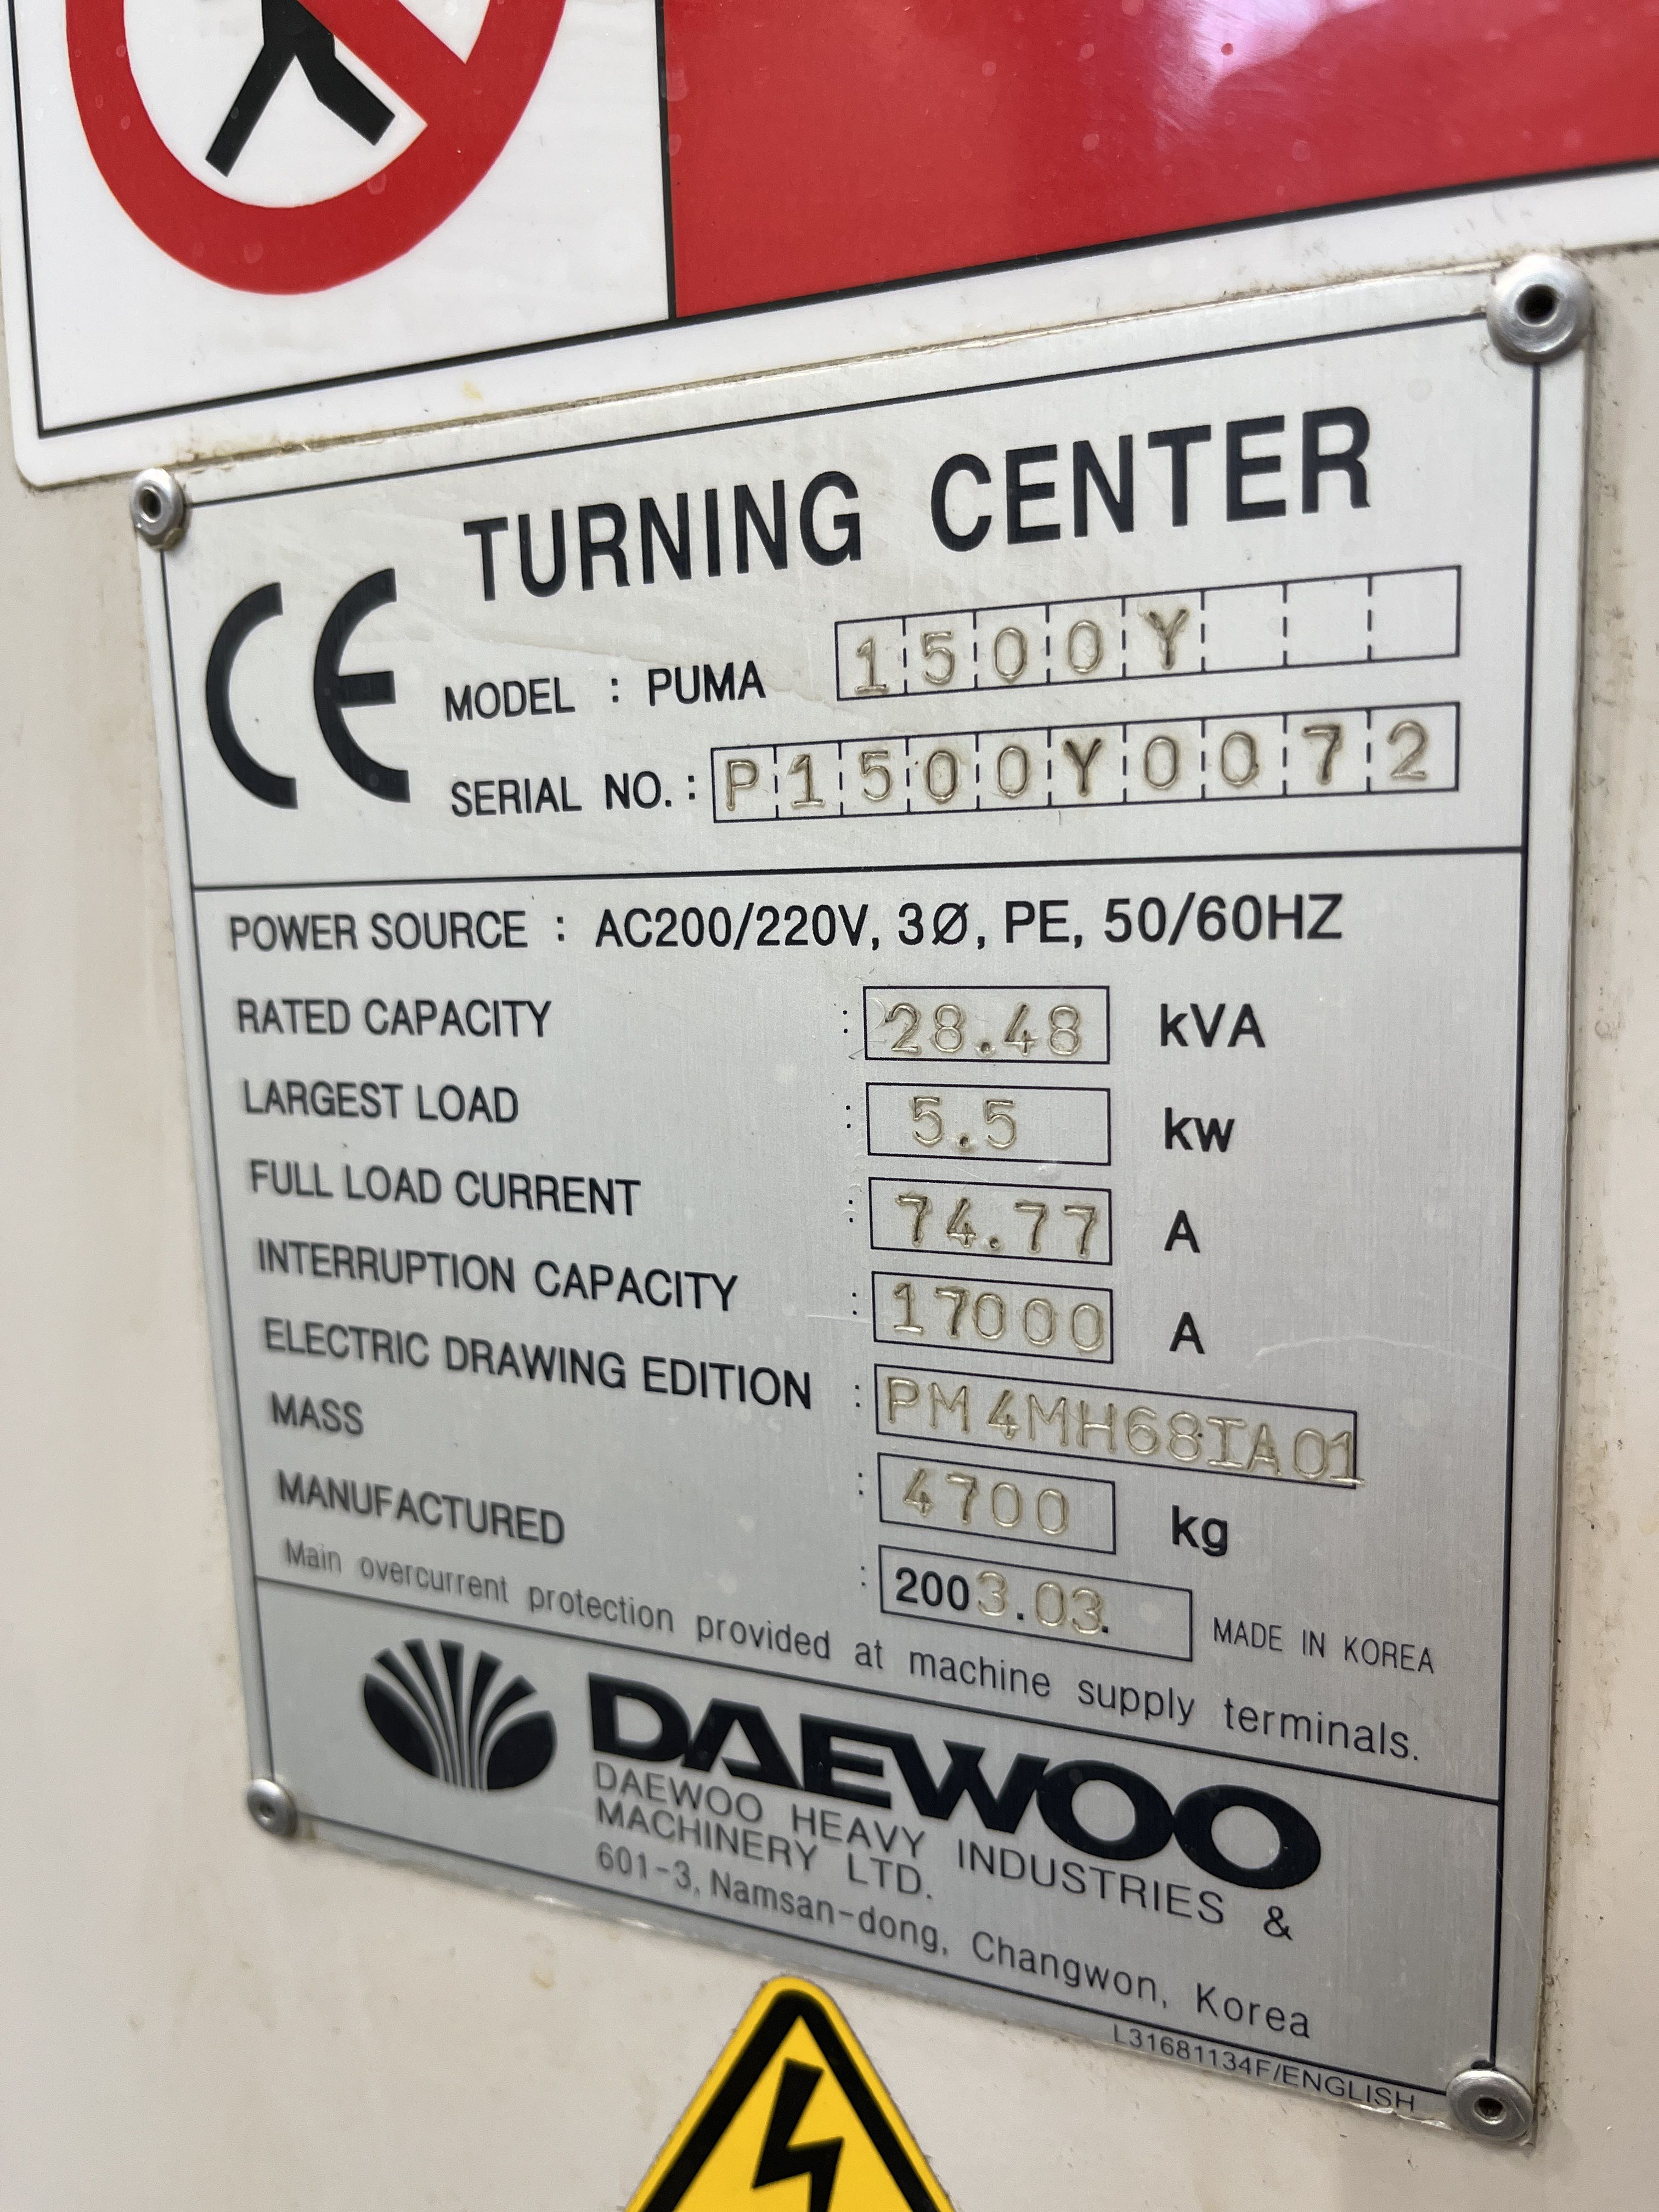 TURNING CENTER
CE
MODEL : PUMA 1500Y
SERIAL NO. : P1500Y0072
POWER SOURCE : AC200/220V, 3Ø, PE, 50/60HZ
RATED CAPACITY : 28.48 kVA
LARGEST LOAD : 5.5 kw
FULL LOAD CURRENT : 74.77 A
INTERRUPTION CAPACITY : 17000 A
ELECTRIC DRAWING EDITION : PM4MH68IA01
MASS : 4700 kg
MANUFACTURED : 2003.03. MADE IN KOREA
Main overcurrent protection provided at machine supply terminals.
DAEWOO
DAEWOO HEAVY INDUSTRIES &
MACHINERY LTD.
601-3, Namsan-dong, Changwon, Korea
L31681134F/ENGLISH